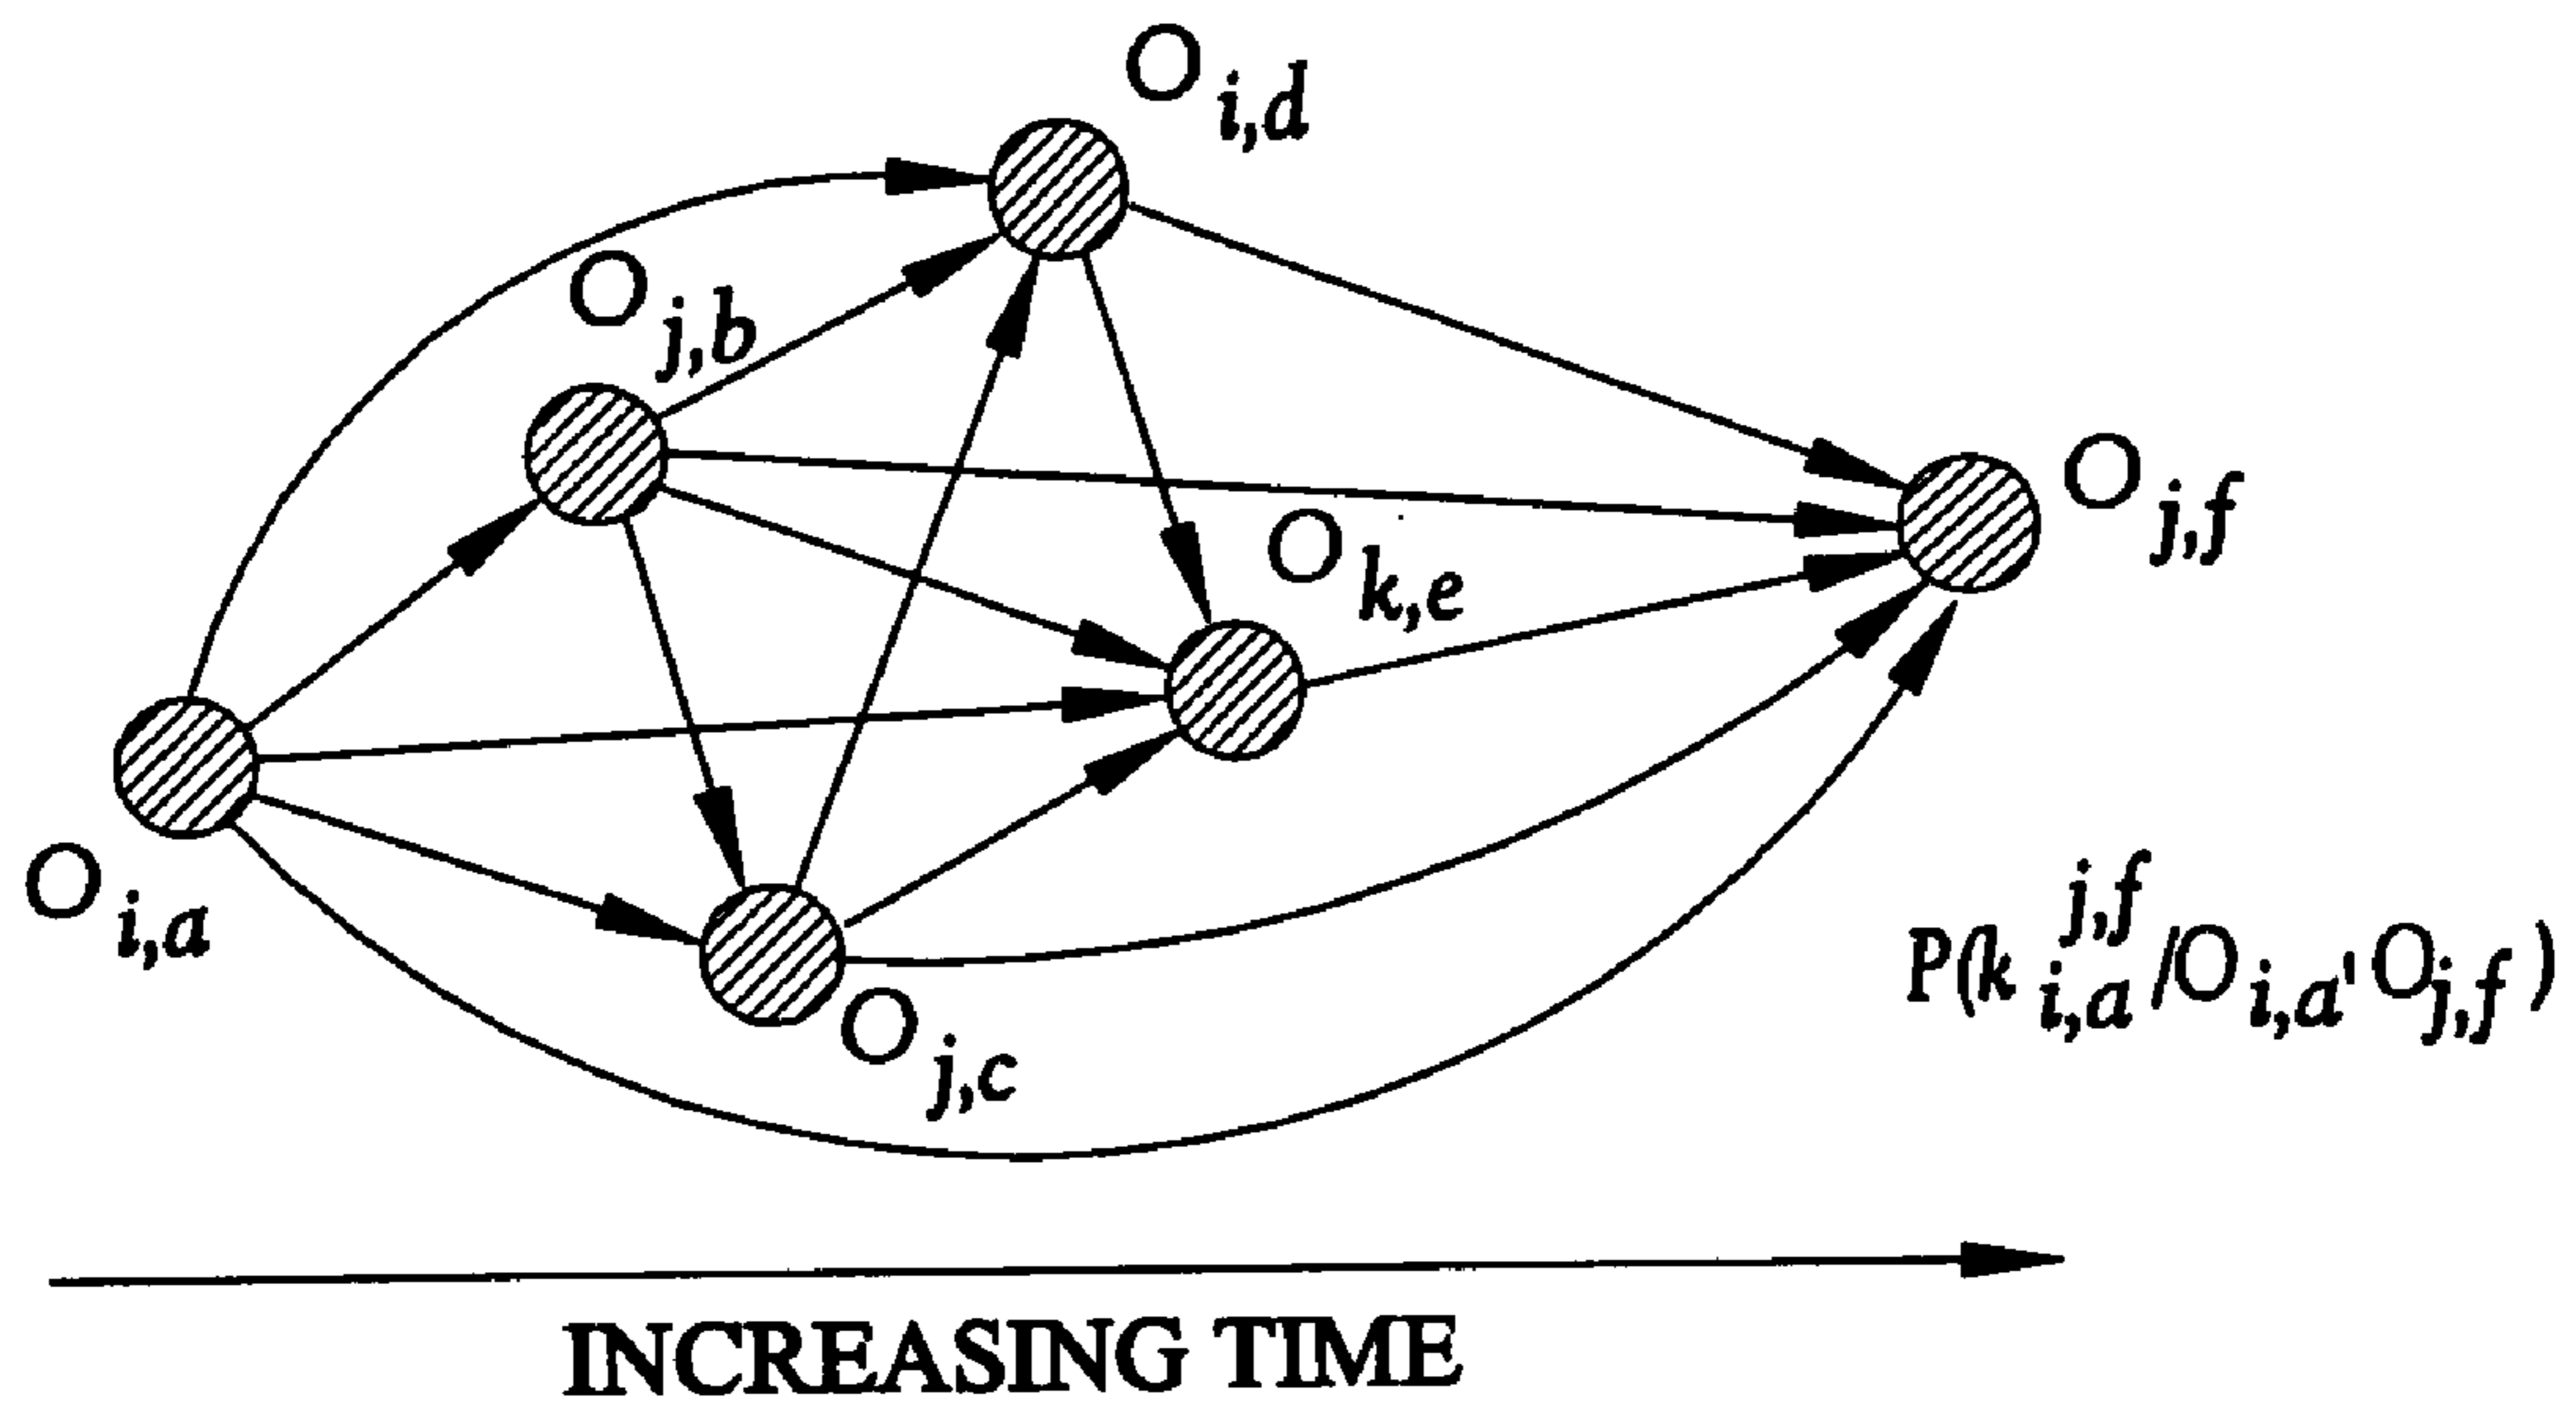 O i,d
O j,b
O j,f
O k,e
O i,a
O j,c
P(k j,f i,a /O i,a, O j,f )
INCREASING TIME